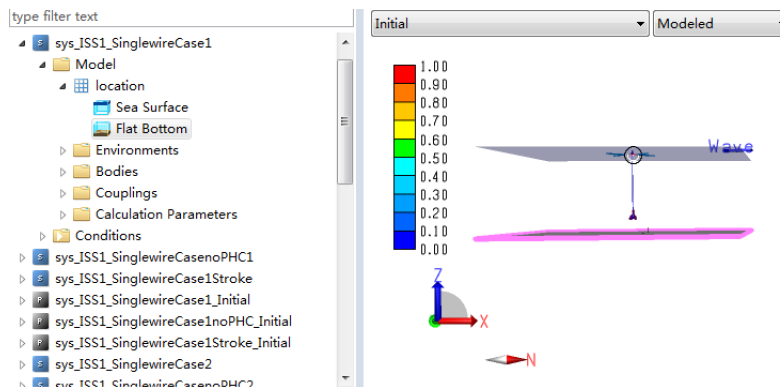 type filter text
sys_ISS1_SinglewireCase1
Model
location
Sea Surface
Flat Bottom
Environments
Bodies
Couplings
Calculation Parameters
Conditions
sys_ISS1_SinglewireCasenoPHC1
sys_ISS1_SinglewireCase1Stroke
sys_ISS1_SinglewireCase1_Initial
sys_ISS1_SinglewireCase1noPHC_Initial
sys_ISS1_SinglewireCase1Stroke_Initial
sys_ISS1_SinglewireCase2
sys_ISS1_SinglewireCasenoPHC2
Initial
Modeled
1.00
0.90
0.80
0.70
0.60
0.50
0.40
0.30
0.20
0.10
0.00
Wave
Z
X
N